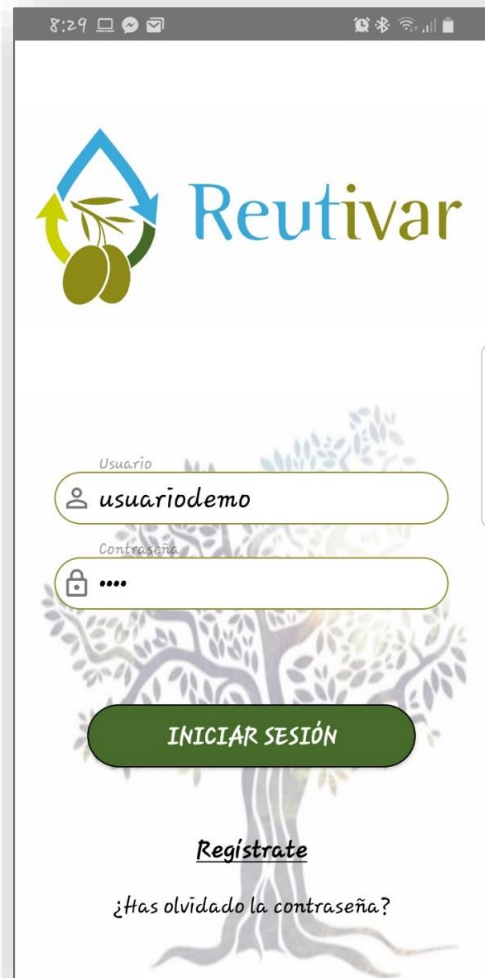 8:29
Reutivar
Usuario
usuariodemo
Contraseña
••••
INICIAR SESIÓN
Regístrate
¿Has olvidado la contraseña?